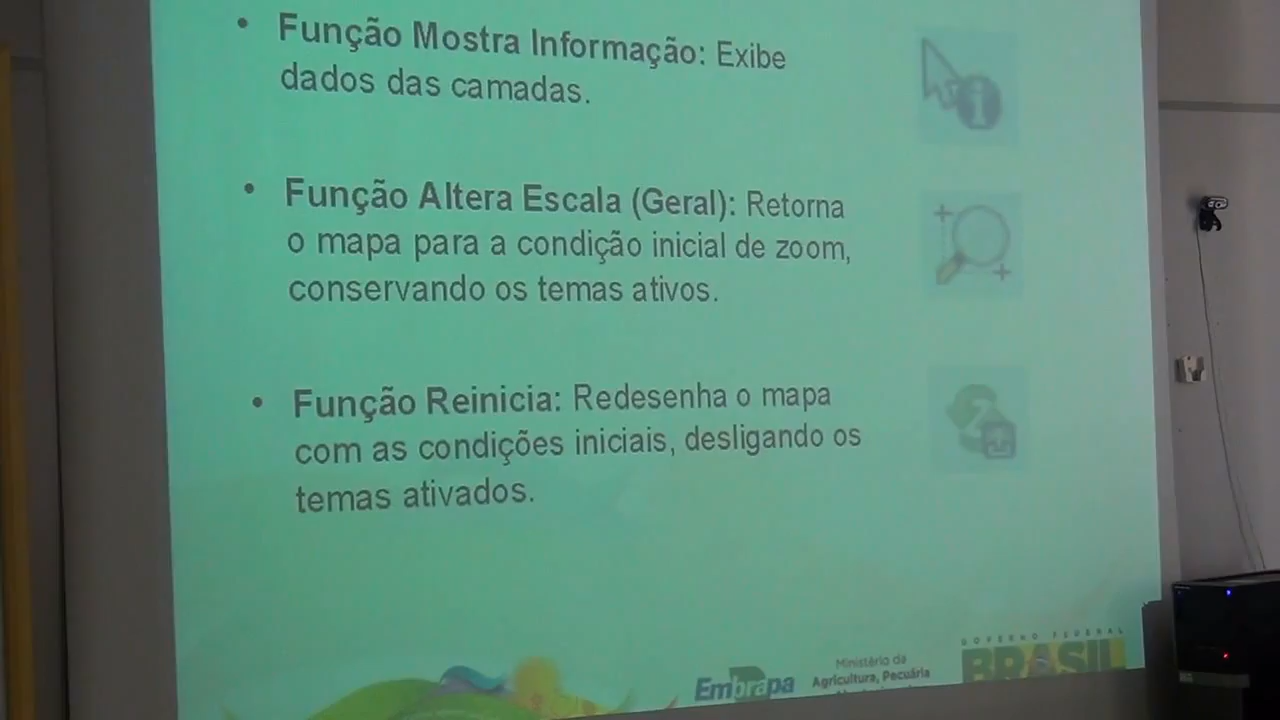 • Função Mostra Informação: Exibe
dados das camadas.
• Função Altera Escala (Geral): Retorna
o mapa para a condição inicial de zoom,
conservando os temas ativos.
• Função Reinicia: Redesenha o mapa
com as condições iniciais, desligando os
temas ativados.
Embrapa
Ministério da
Agricultura, Pecuária
GOVERNO FEDERAL
BRASIL